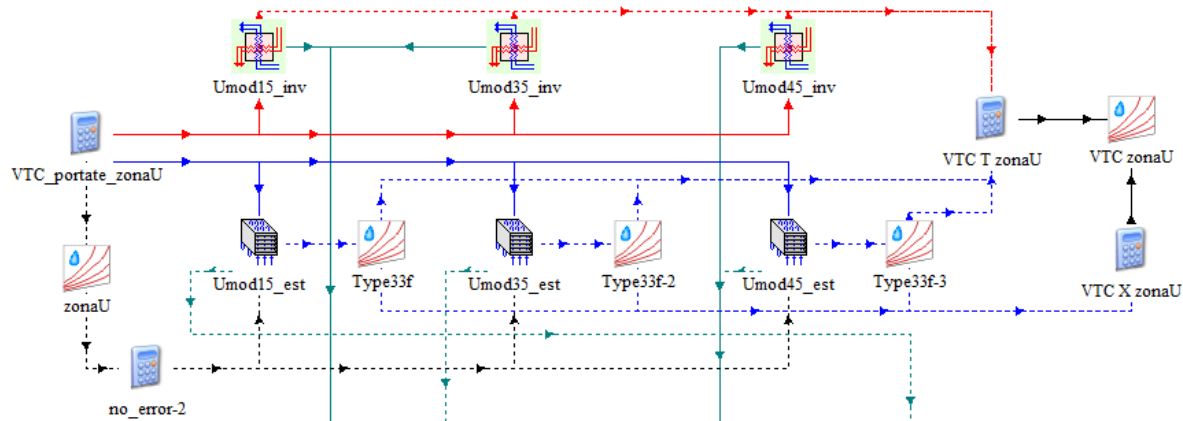 Umod15_inv
Umod35_inv
Umod45_inv
VTC_portate_zonaU
VTC T zonaU
VTC zonaU
zonaU
Umod15_est
Type33f
Umod35_est
Type33f-2
Umod45_est
Type33f-3
VTC X zonaU
no_error-2